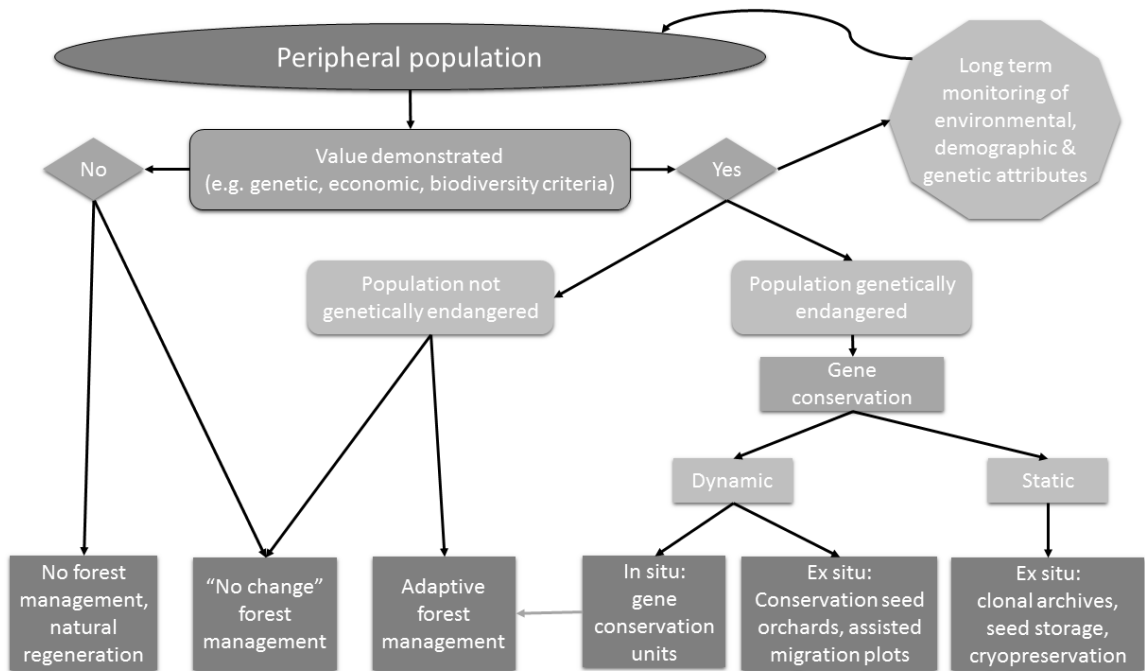 Peripheral population
Long term
monitoring of
environmental,
demographic &
genetic attributes
No
Value demonstrated
(e.g. genetic, economic, biodiversity criteria)
Yes
Population not
genetically endangered
Population genetically
endangered
Gene
conservation
Dynamic
Static
No forest
management,
natural
regeneration
“No change”
forest
management
Adaptive
forest
management
In situ:
gene
conservation
units
Ex situ:
Conservation seed
orchards, assisted
migration plots
Ex situ:
clonal archives,
seed storage,
cryopreservation